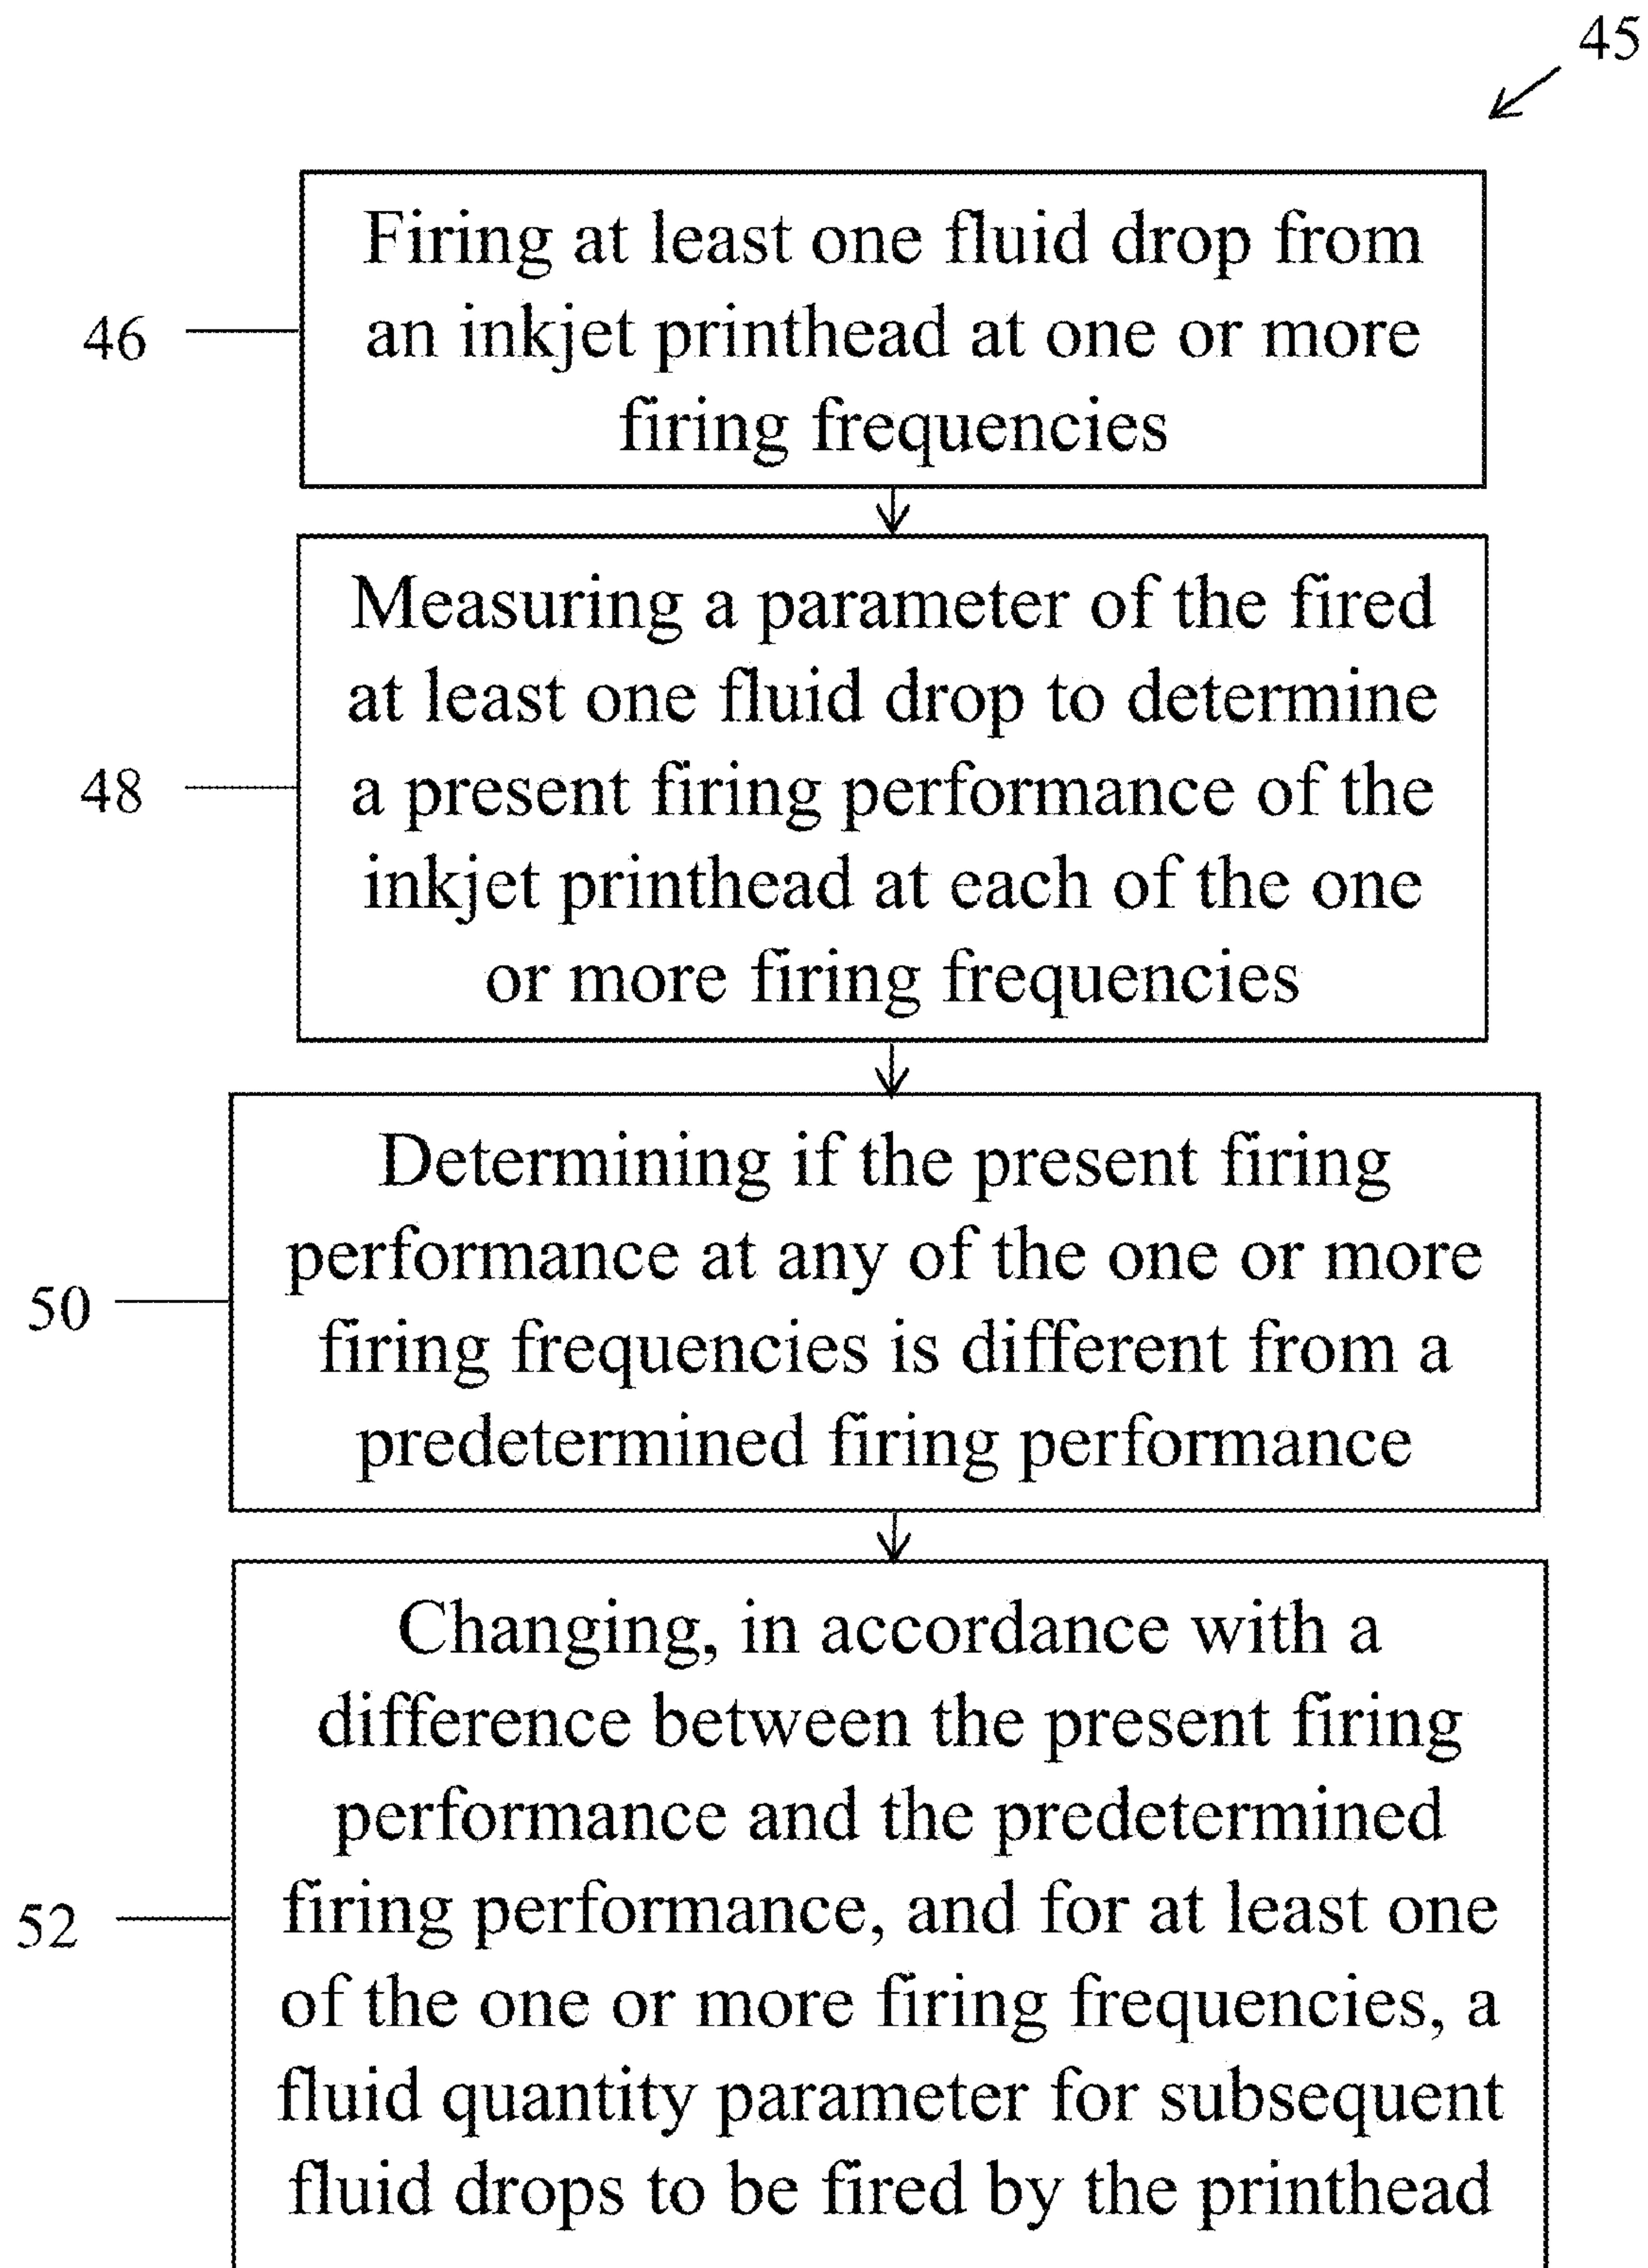 45
Firing at least one fluid drop from
an inkjet printhead at one or more
firing frequencies
46
Measuring a parameter of the fired
at least one fluid drop to determine
a present firing performance of the
inkjet printhead at each of the one
or more firing frequencies
48
Determining if the present firing
performance at any of the one or more
firing frequencies is different from a
predetermined firing performance
50
Changing, in accordance with a
difference between the present firing
performance and the predetermined
firing performance, and for at least one
of the one or more firing frequencies, a
fluid quantity parameter for subsequent
fluid drops to be fired by the printhead
52